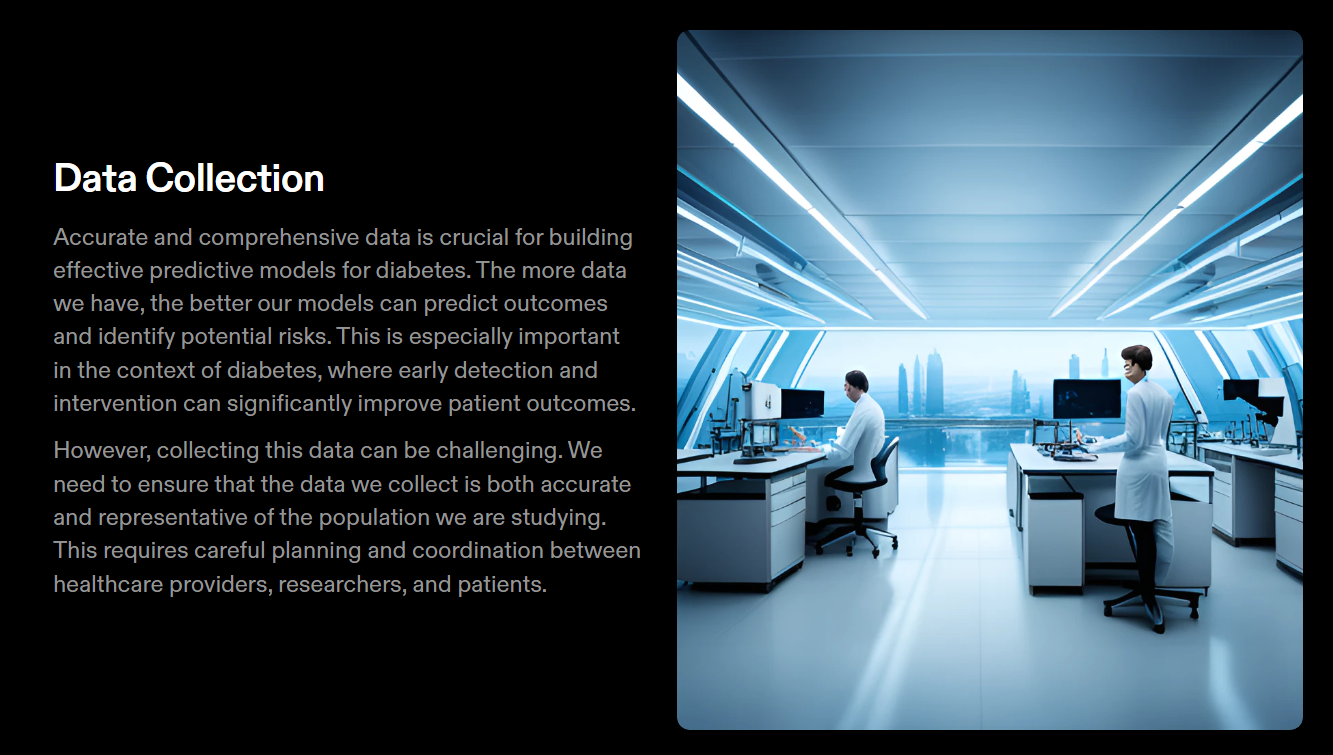 Data Collection
Accurate and comprehensive data is crucial for building
effective predictive models for diabetes. The more data
we have, the better our models can predict outcomes
and identify potential risks. This is especially important
in the context of diabetes, where early detection and
intervention can significantly improve patient outcomes.
However, collecting this data can be challenging. We
need to ensure that the data we collect is both accurate
and representative of the population we are studying.
This requires careful planning and coordination between
healthcare providers, researchers, and patients.